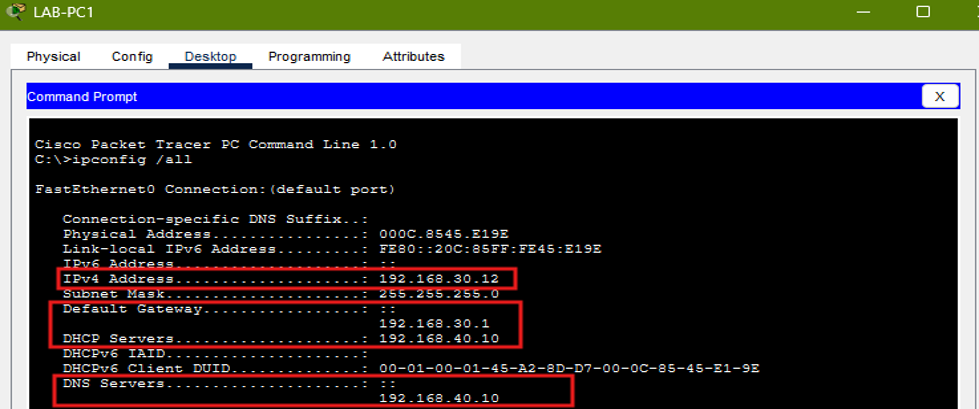 LAB-PC1
Physical Config Desktop Programming Attributes
Command Prompt X
Cisco Packet Tracer PC Command Line 1.0
C:\>ipconfig /all
FastEthernet0 Connection:(default port)
Connection-specific DNS Suffix..:
Physical Address................: 000C.8545.E19E
Link-local IPv6 Address.........: FE80::20C:85FF:FE45:E19E
IPv6 Address....................: ::
IPv4 Address....................: 192.168.30.12
Subnet Mask.....................: 255.255.255.0
Default Gateway.................: ::
192.168.30.1
DHCP Servers....................: 192.168.40.10
DHCPv6 IAID.....................:
DHCPv6 Client DUID..............: 00-01-00-01-45-A2-8D-D7-00-0C-85-45-E1-9E
DNS Servers.....................: ::
192.168.40.10